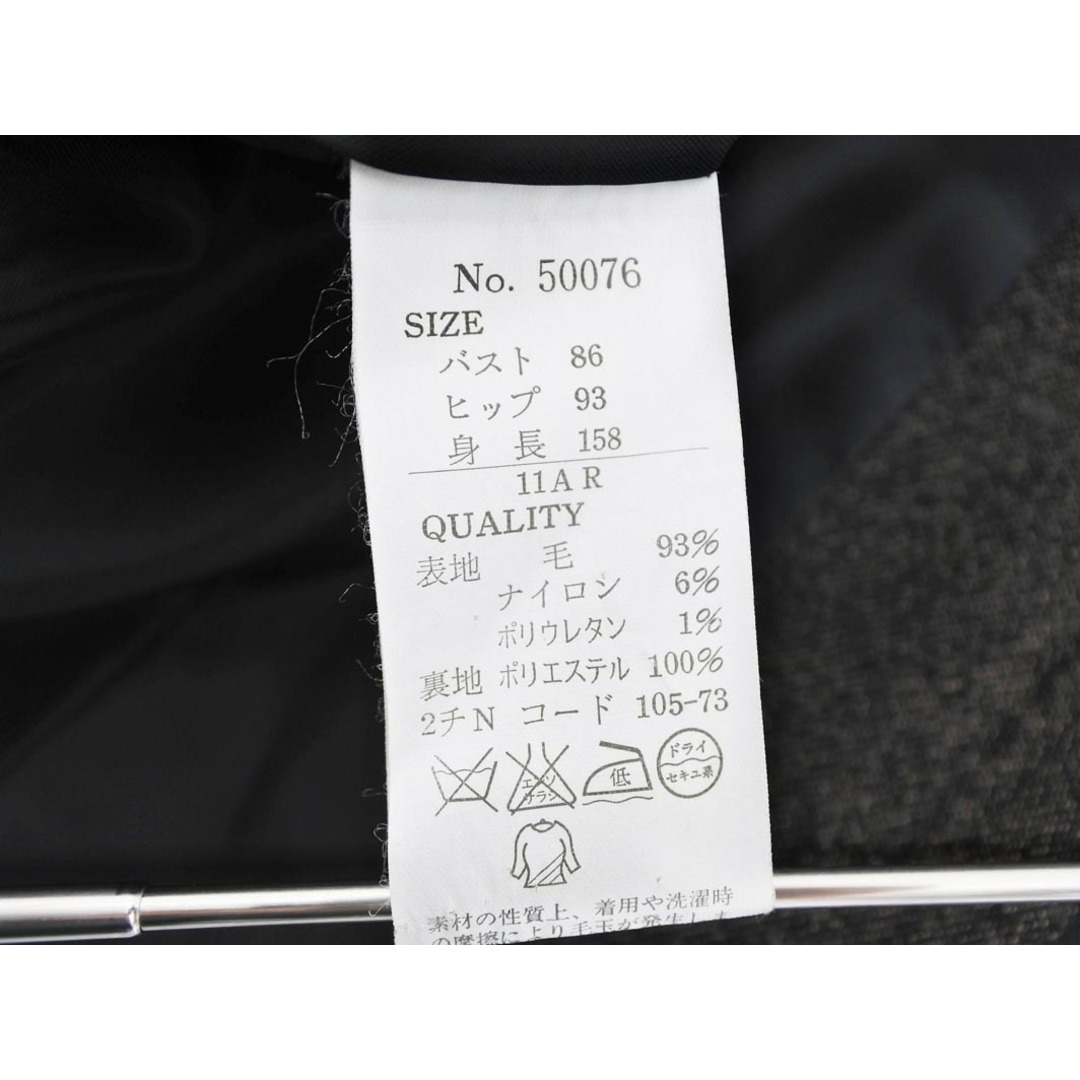 No. 50076
SIZE
バスト 86
ヒップ 93
身 長 158
11AR
QUALITY
表地 毛 93%
ナイロン 6%
ポリウレタン 1%
裏地 ポリエステル 100%
2チN コード 105-73
エンソ
サラシ
低
ドライ
セキユ系
素材の性質上、着用や洗濯時
の摩擦により毛玉が発生しま